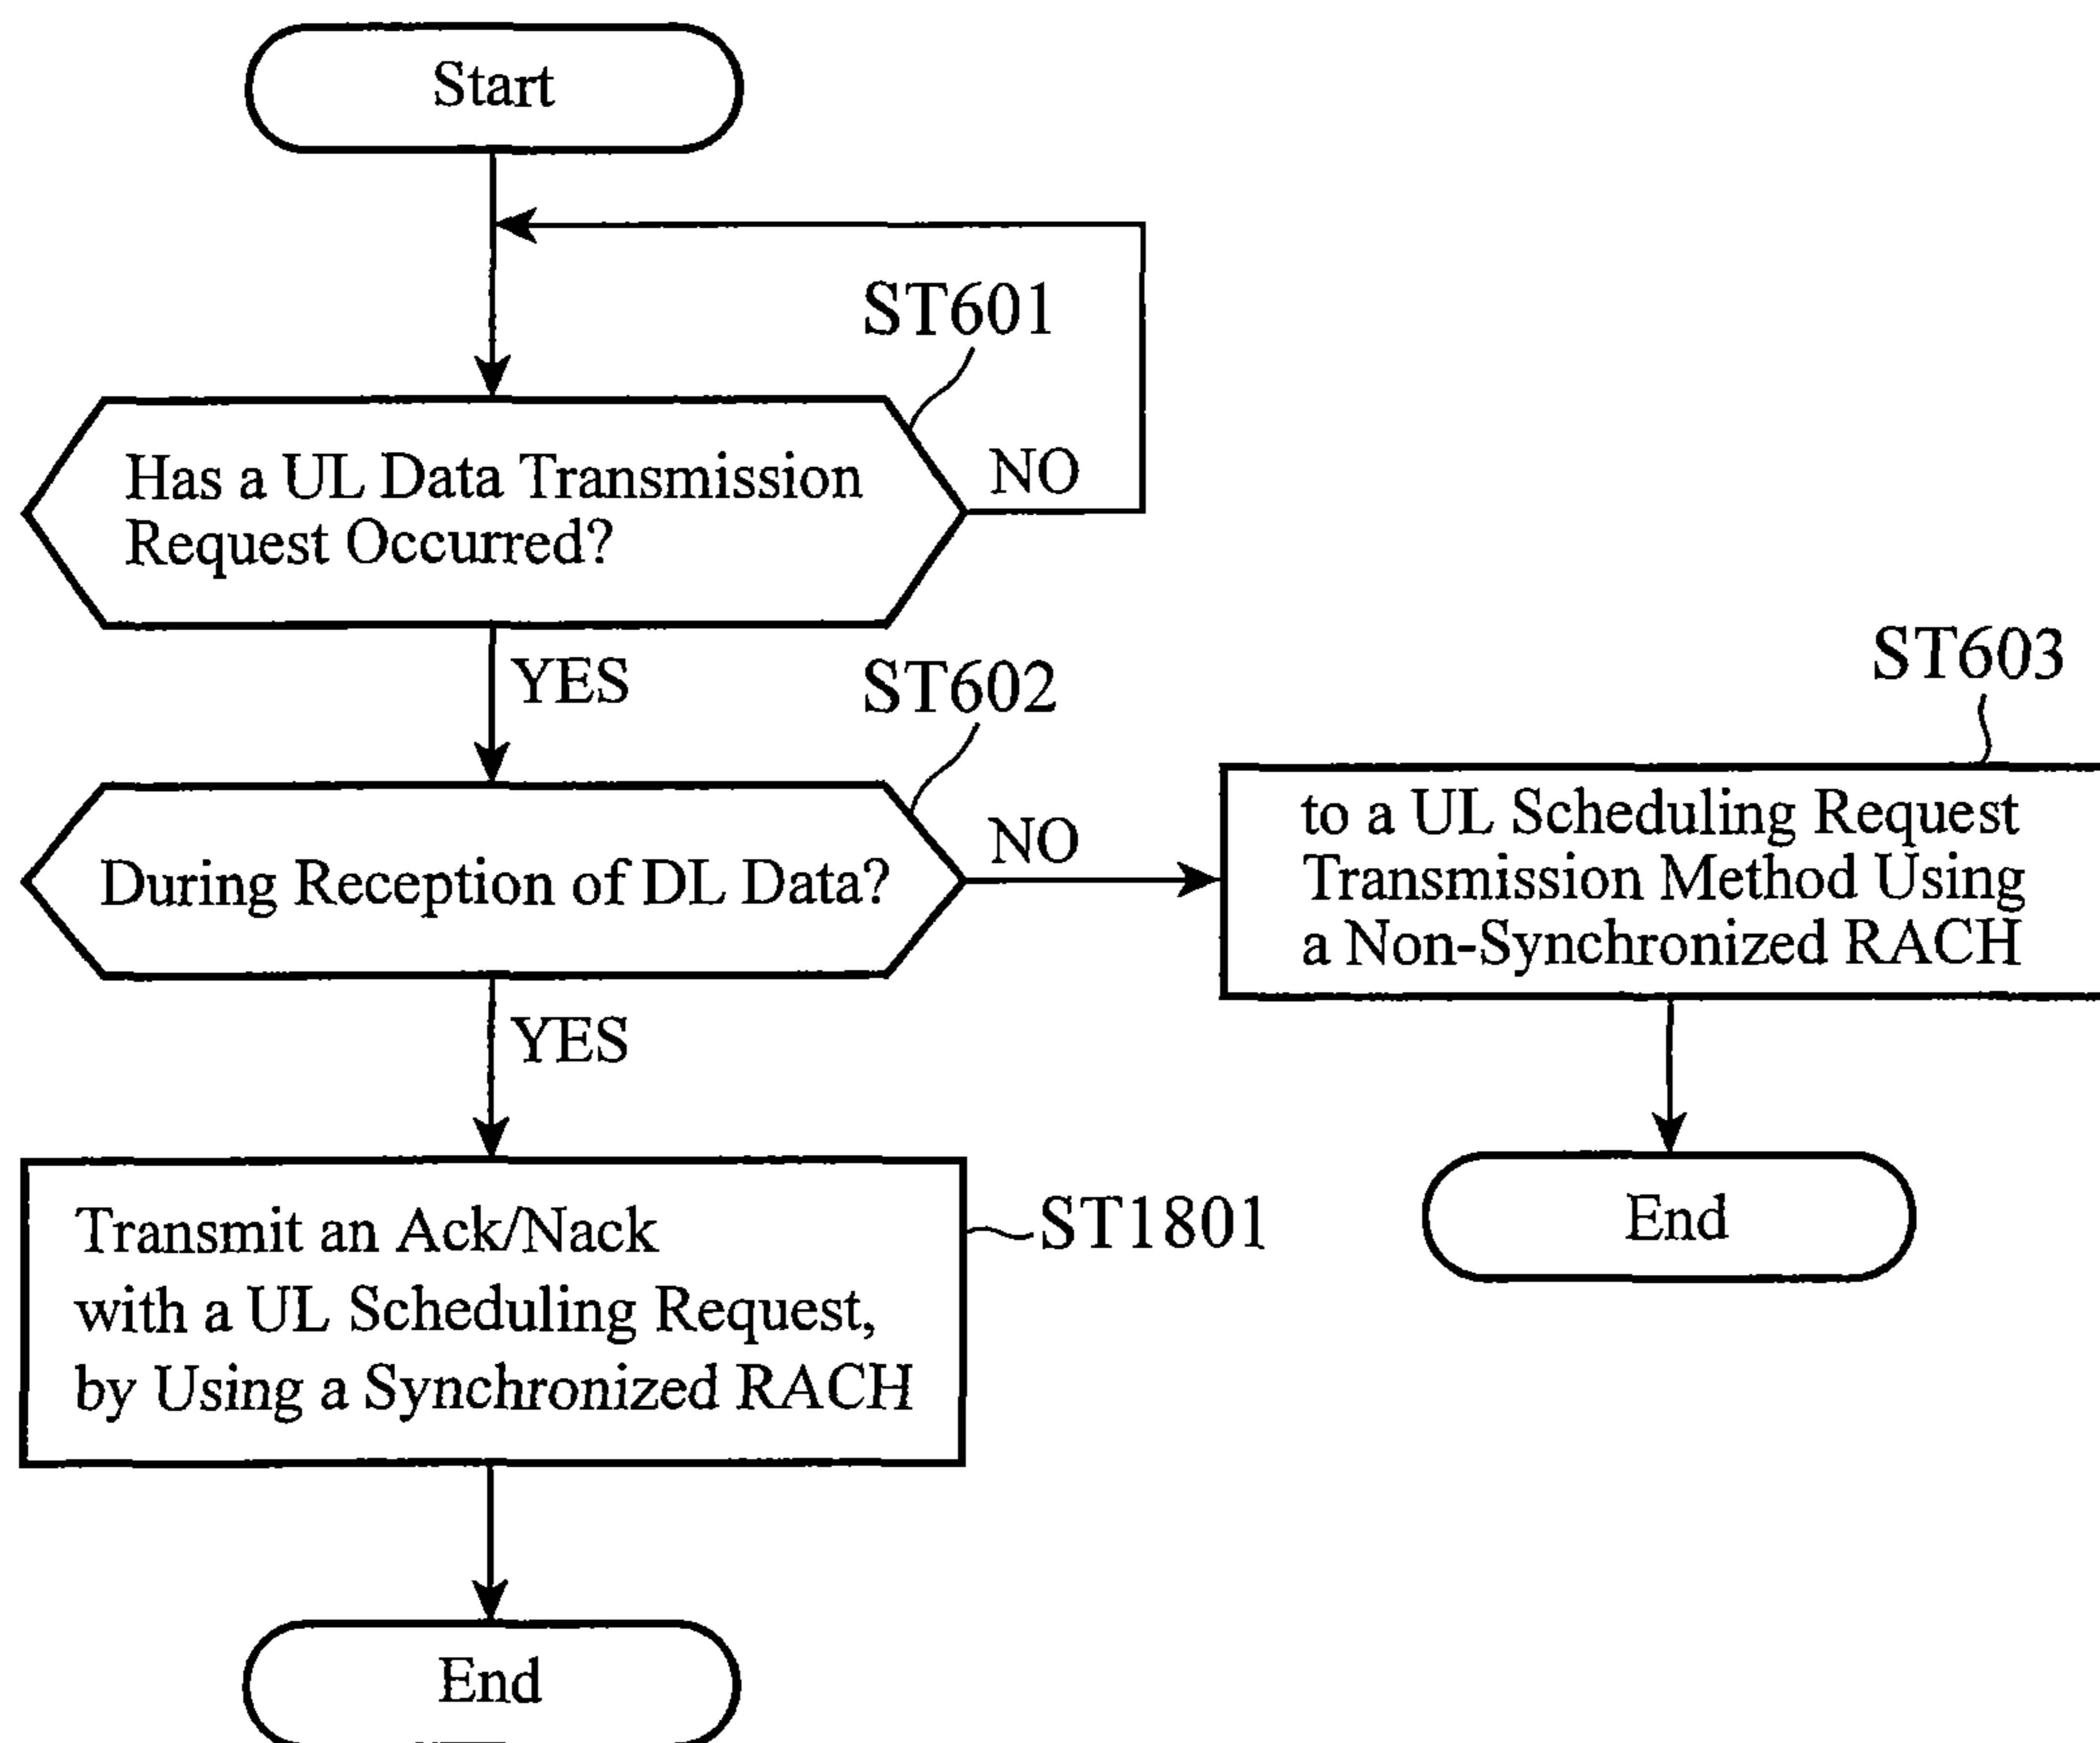 Start
ST601
Has a UL Data Transmission
Request Occurred?
NO
YES
ST602
During Reception of DL Data?
NO
ST603
to a UL Scheduling Request
Transmission Method Using
a Non-Synchronized RACH
YES
Transmit an Ack/Nack
with a UL Scheduling Request,
by Using a Synchronized RACH
ST1801
End
End